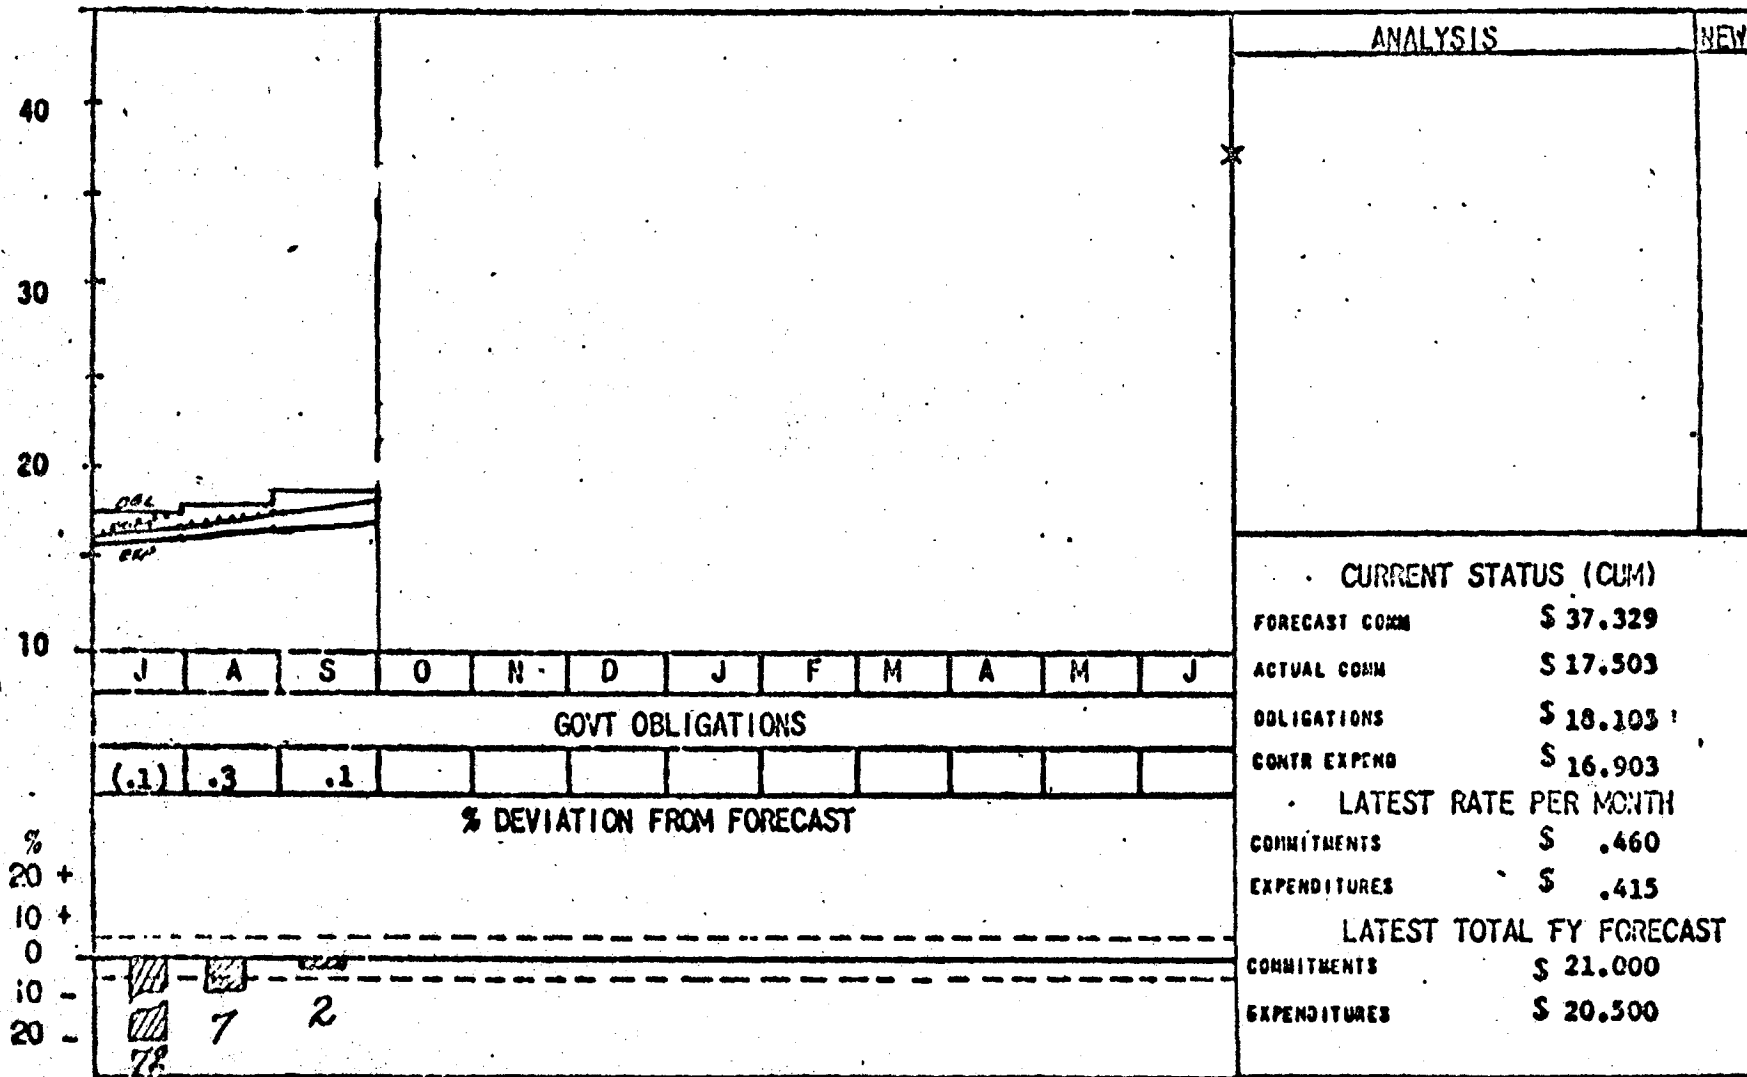 ANALYSIS
NEW
40
30
20
10
OBL
EXP
J A S O N D J F M A M J
GOVT OBLIGATIONS
(.1) .3 .1
% DEVIATION FROM FORECAST
%
20 +
10 +
0
10 -
20 -
78
7
2
CURRENT STATUS (CUM)
FORECAST COMM $ 37.329
ACTUAL COMM $ 17.503
OBLIGATIONS $ 18.103
CONTR EXPEND $ 16.903
LATEST RATE PER MONTH
COMMITMENTS $ .460
EXPENDITURES $ .415
LATEST TOTAL FY FORECAST
COMMITMENTS $ 21.000
EXPENDITURES $ 20.500